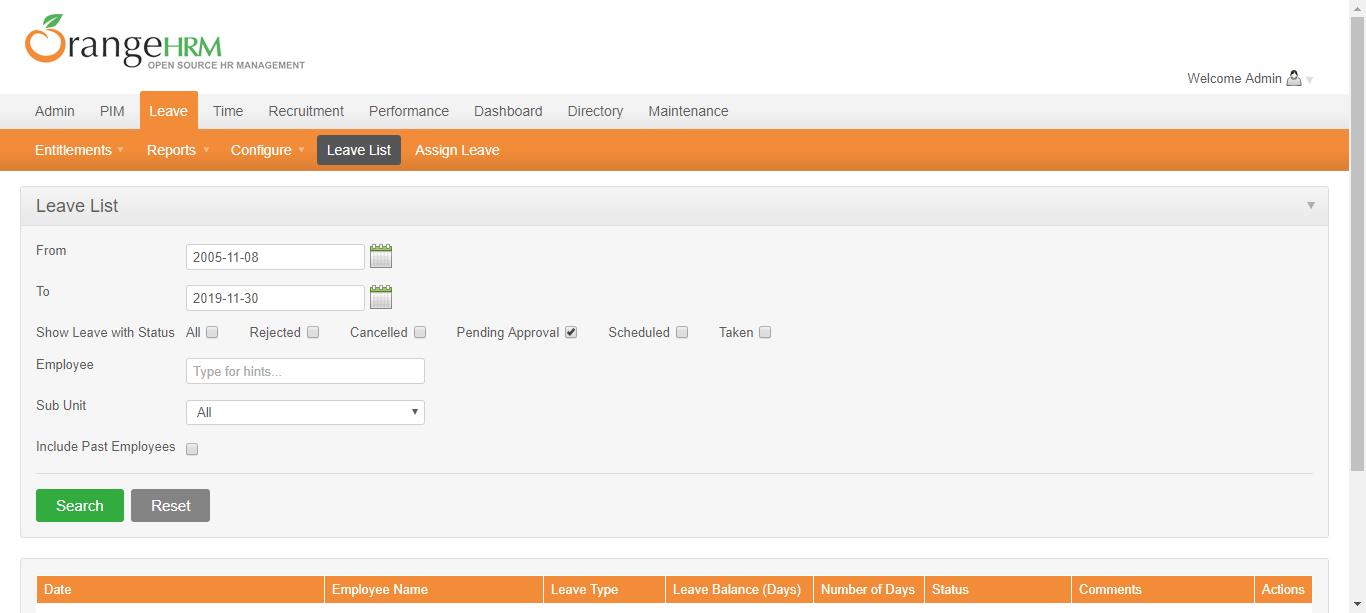 OrangeHRM
OPEN SOURCE HR MANAGEMENT
Welcome Admin
Admin PIM Leave Time Recruitment Performance Dashboard Directory Maintenance
Entitlements Reports Configure Leave List Assign Leave
Leave List
From 2005-11-08
To 2019-11-30
Show Leave with Status All Rejected Cancelled Pending Approval Scheduled Taken
Employee Type for hints...
Sub Unit All
Include Past Employees
Search Reset
Date Employee Name Leave Type Leave Balance (Days) Number of Days Status Comments Actions